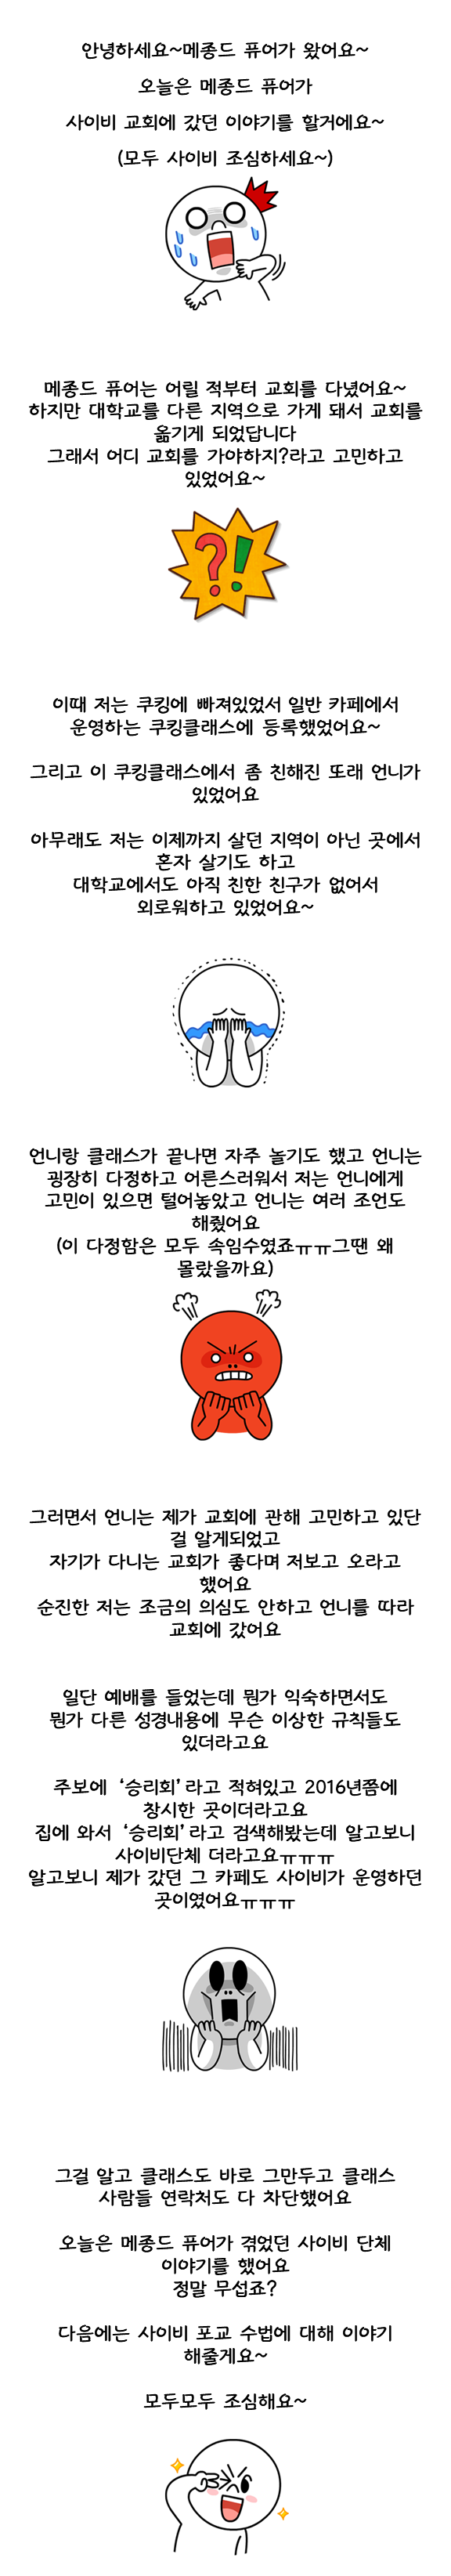 안녕하세요~메종드 퓨어가 왔어요~
오늘은 메종드 퓨어가
사이비 교회에 갔던 이야기를 할거에요~
(모두 사이비 조심하세요~)
메종드 퓨어는 어릴 적부터 교회를 다녔어요~
하지만 대학교를 다른 지역으로 가게 돼서 교회를
옮기게 되었답니다
그래서 어디 교회를 가야하지?라고 고민하고
있었어요~
?!
이때 저는 쿠킹에 빠져있었서 일반 카페에서
운영하는 쿠킹클래스에 등록했었어요~
그리고 이 쿠킹클래스에서 좀 친해진 또래 언니가
있었어요
아무래도 저는 이제까지 살던 지역이 아닌 곳에서
혼자 살기도 하고
대학교에서도 아직 친한 친구가 없어서
외로워하고 있었어요~
언니랑 클래스가 끝나면 자주 놀기도 했고 언니는
굉장히 다정하고 어른스러워서 저는 언니에게
고민이 있으면 털어놓았고 언니는 여러 조언도
해줬어요
(이 다정함은 모두 속임수였죠ㅠㅠ그땐 왜
몰랐을까요)
그러면서 언니는 제가 교회에 관해 고민하고 있단
걸 알게되었고
자기가 다니는 교회가 좋다며 저보고 오라고
했어요
순진한 저는 조금의 의심도 안하고 언니를 따라
교회에 갔어요
일단 예배를 들었는데 뭔가 익숙하면서도
뭔가 다른 성경내용에 무슨 이상한 규칙들도
있더라고요
주보에 ‘승리회’라고 적혀있고 2016년쯤에
창시한 곳이더라고요
집에 와서 ‘승리회’라고 검색해봤는데 알고보니
사이비단체 더라고요ㅠㅠㅠ
알고보니 제가 갔던 그 카페도 사이비가 운영하던
곳이였어요ㅠㅠㅠ
그걸 알고 클래스도 바로 그만두고 클래스
사람들 연락처도 다 차단했어요
오늘은 메종드 퓨어가 겪었던 사이비 단체
이야기를 했어요
정말 무섭죠?
다음에는 사이비 포교 수법에 대해 이야기
해줄게요~
모두모두 조심해요~